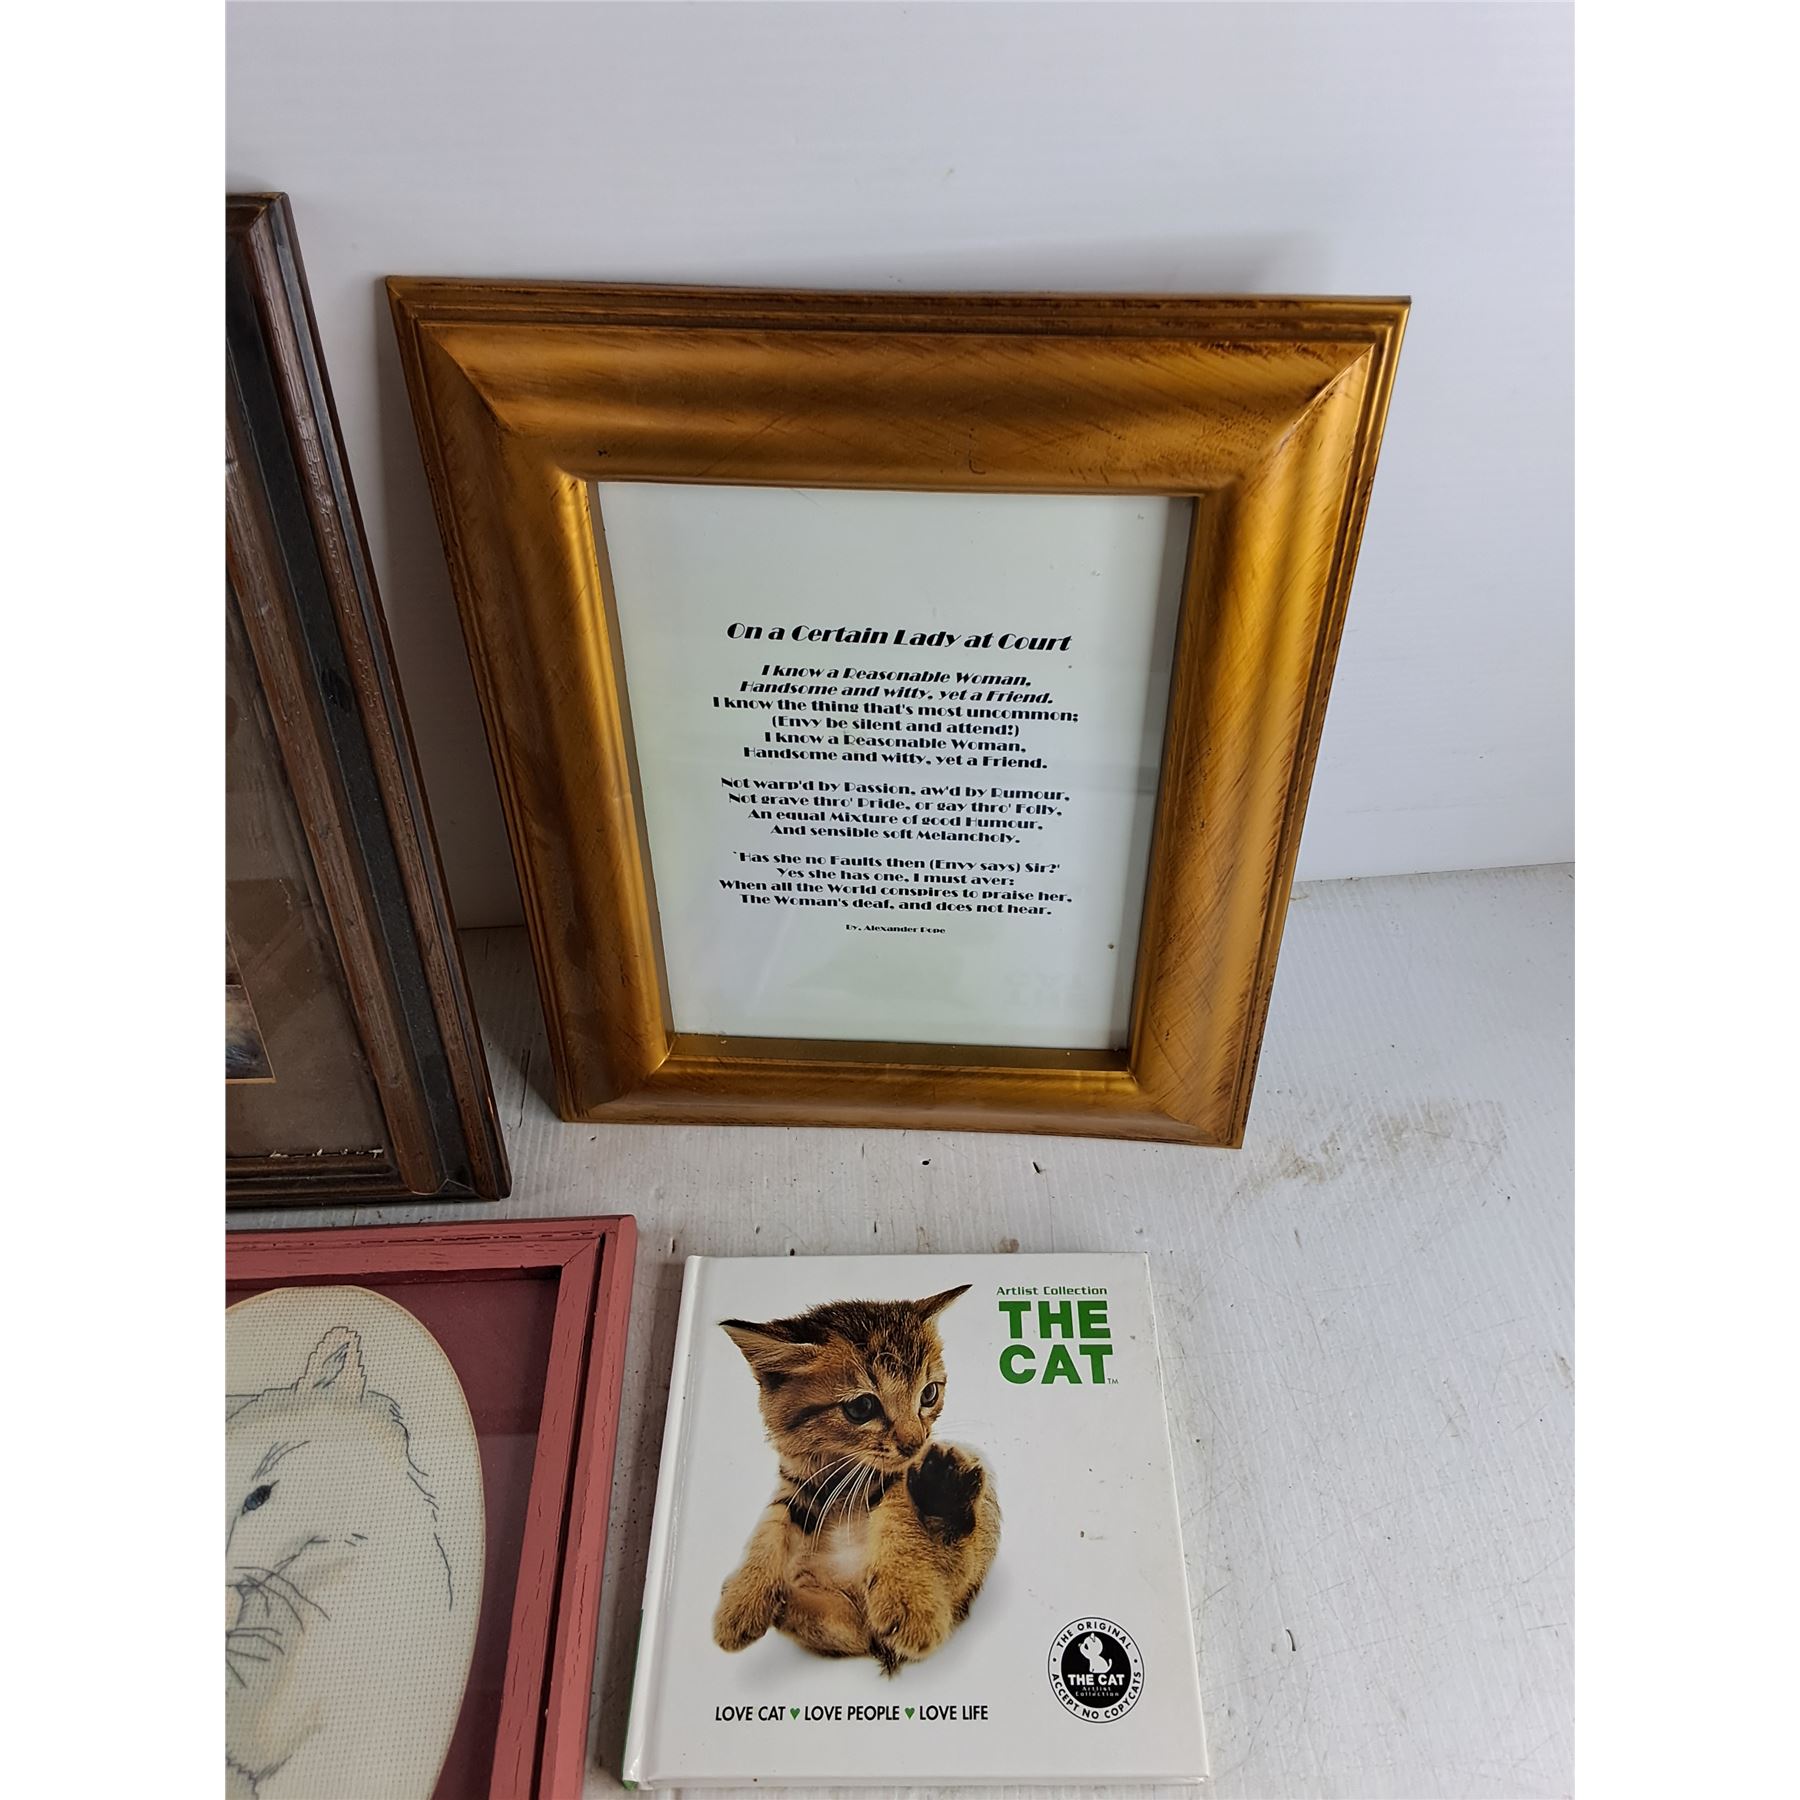 On a Certain Lady at Court
I know a Reasonable Woman,
Handsome and witty, yet a Friend.
I know the thing that's most uncommon;
(Envy be silent and attend!)
I know a Reasonable Woman,
Handsome and witty, yet a Friend.
Not warp'd by Passion, aw'd by Rumour,
Not grave thro' Pride, or gay thro' Folly,
An equal Mixture of good Humour,
And sensible soft Melancholy.
`Has she no Faults then (Envy says) Sir?'
Yes she has one, I must aver:
When all the World conspires to praise her,
The Woman's deaf, and does not hear.
By, Alexander Pope
Artlist Collection
THE
CAT™
LOVE CAT ♥ LOVE PEOPLE ♥ LOVE LIFE
• THE ORIGINAL •
THE CAT
Artlist
Collection
ACCEPT NO COPYCATS